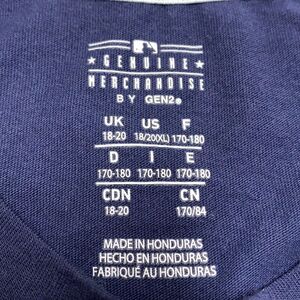 GENUINE
MERCHANDISE
BY GEN2®
UK US F
18-20 18/20(XL) 170-180
D I E
170-180 170-180 170-180
CDN CN
18-20 170/84
MADE IN HONDURAS
HECHO EN HONDURAS
FABRIQUÉ AU HONDURAS